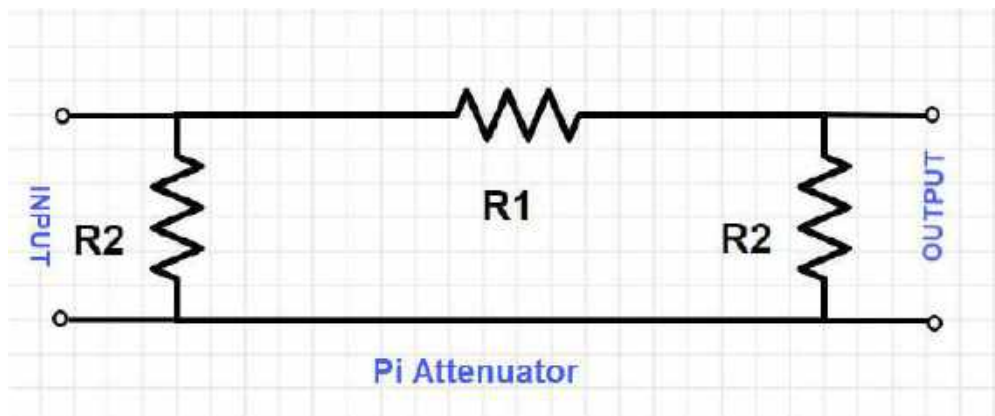 R1
INPUT
R2
R2
OUTPUT
Pi Attenuator